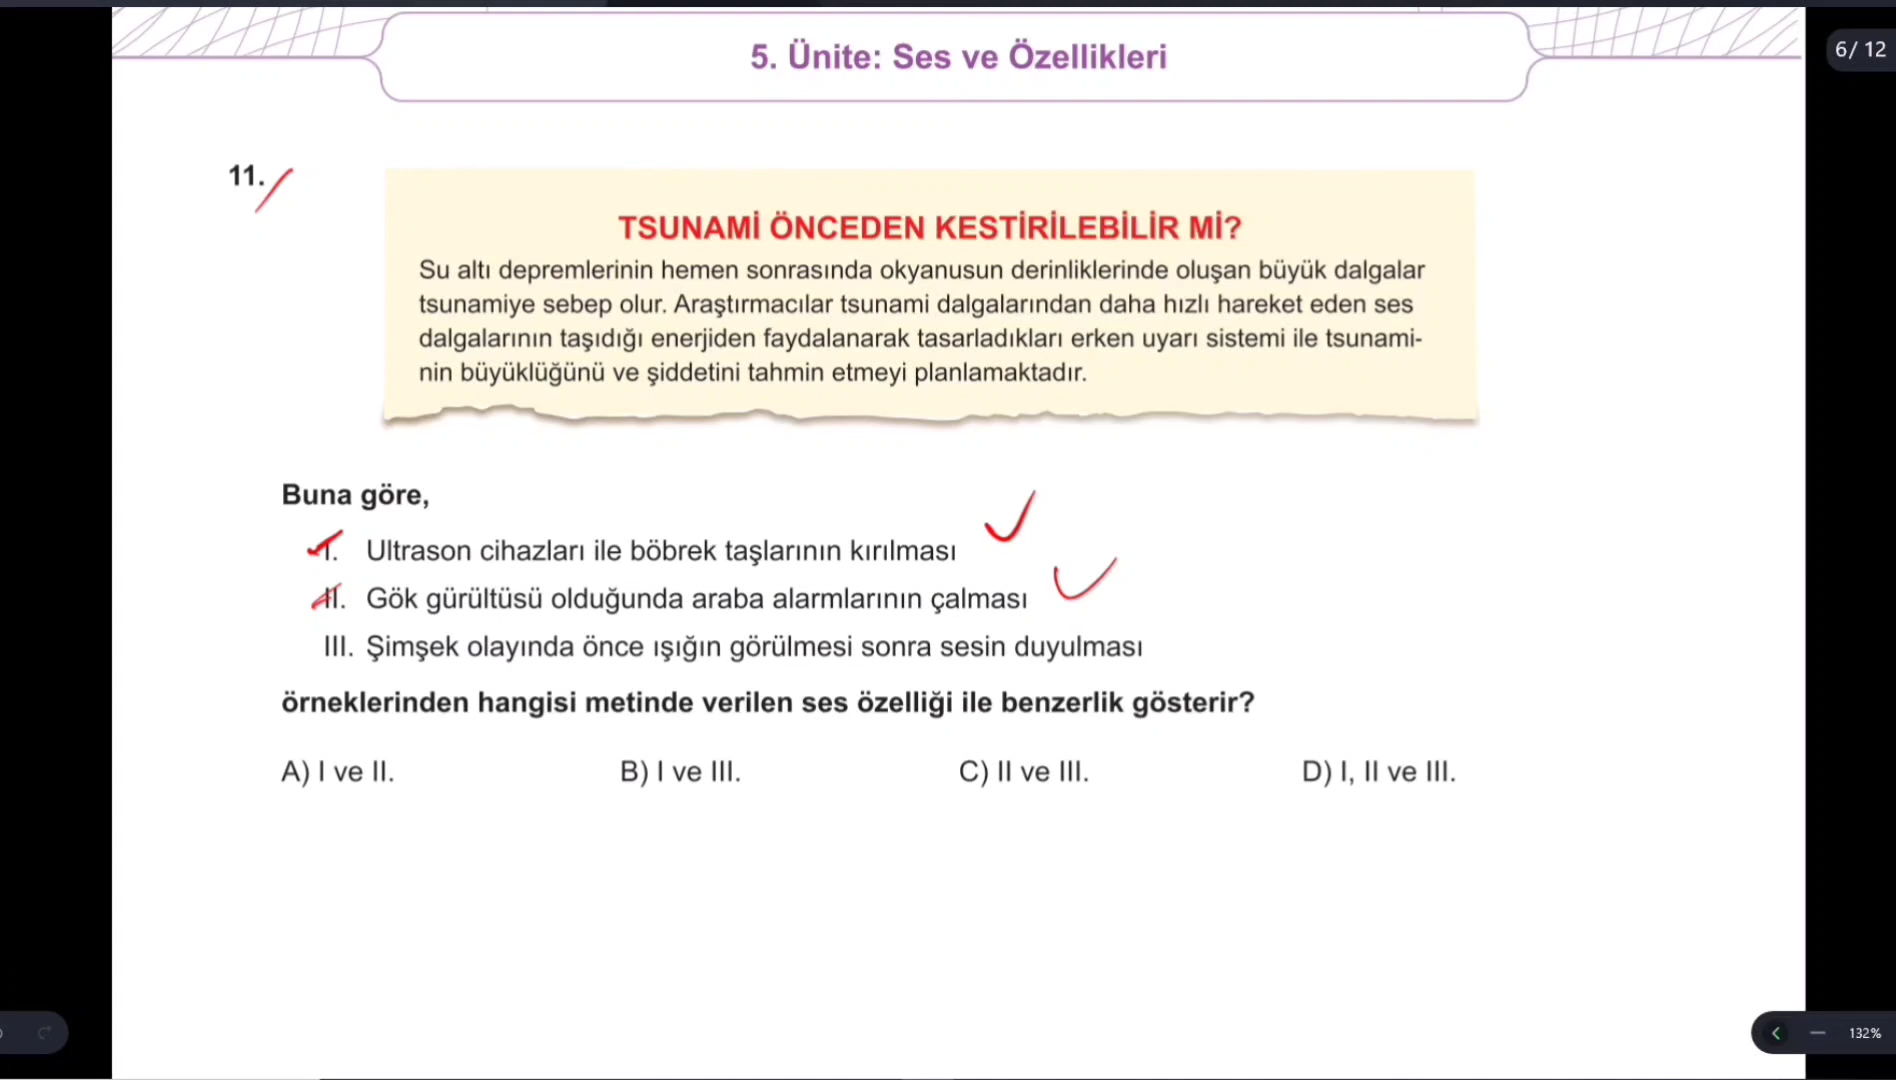 5. Ünite: Ses ve Özellikleri
6/ 12
11.
TSUNAMİ ÖNCEDEN KESTİRİLEBİLİR Mİ?
Su altı depremlerinin hemen sonrasında okyanusun derinliklerinde oluşan büyük dalgalar
tsunamiye sebep olur. Araştırmacılar tsunami dalgalarından daha hızlı hareket eden ses
dalgalarının taşıdığı enerjiden faydalanarak tasarladıkları erken uyarı sistemi ile tsunami-
nin büyüklüğünü ve şiddetini tahmin etmeyi planlamaktadır.
Buna göre,
I. Ultrason cihazları ile böbrek taşlarının kırılması
II. Gök gürültüsü olduğunda araba alarmlarının çalması
III. Şimşek olayında önce ışığın görülmesi sonra sesin duyulması
örneklerinden hangisi metinde verilen ses özelliği ile benzerlik gösterir?
A) I ve II. B) I ve III. C) II ve III. D) I, II ve III.
132%